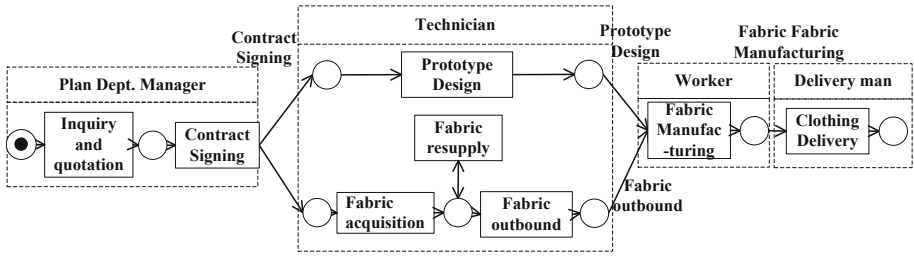 Technician
Contract
Signing
Prototype
Design
Fabric Fabric
Manufacturing
Plan Dept. Manager
Prototype
Design
Worker
Delivery man
Inquiry
and
quotation
Contract
Signing
Fabric
resupply
Fabric
Manufac
-turing
Clothing
Delivery
Fabric
acquisition
Fabric
outbound
Fabric
outbound